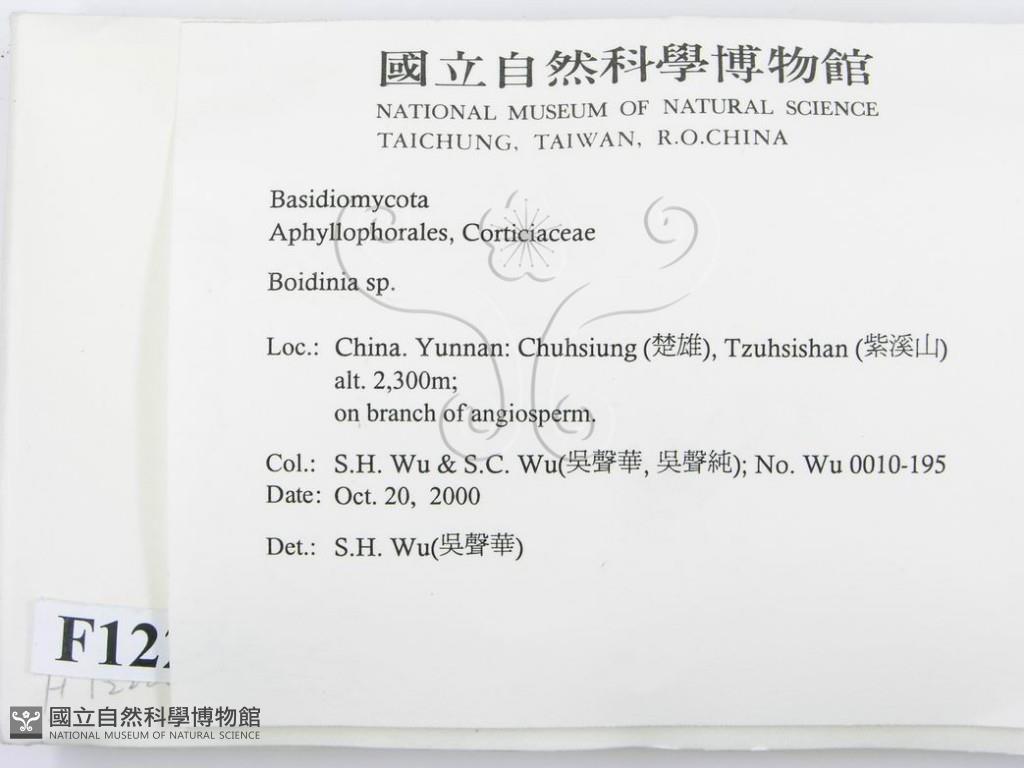 國立自然科學博物館
NATIONAL MUSEUM OF NATURAL SCIENCE
TAICHUNG, TAIWAN, R.O.CHINA
Basidiomycota
Aphyllophorales, Corticiaceae
Boidinia sp.
Loc.: China. Yunnan: Chuhsiung (楚雄), Tzuhsishan (紫溪山)
alt. 2,300m;
on branch of angiosperm.
Col.: S.H. Wu & S.C. Wu(吳聲華, 吳聲純); No. Wu 0010-195
Date: Oct. 20, 2000
Det.: S.H. Wu(吳聲華)
國立自然科學博物館
NATIONAL MUSEUM OF NATURAL SCIENCE